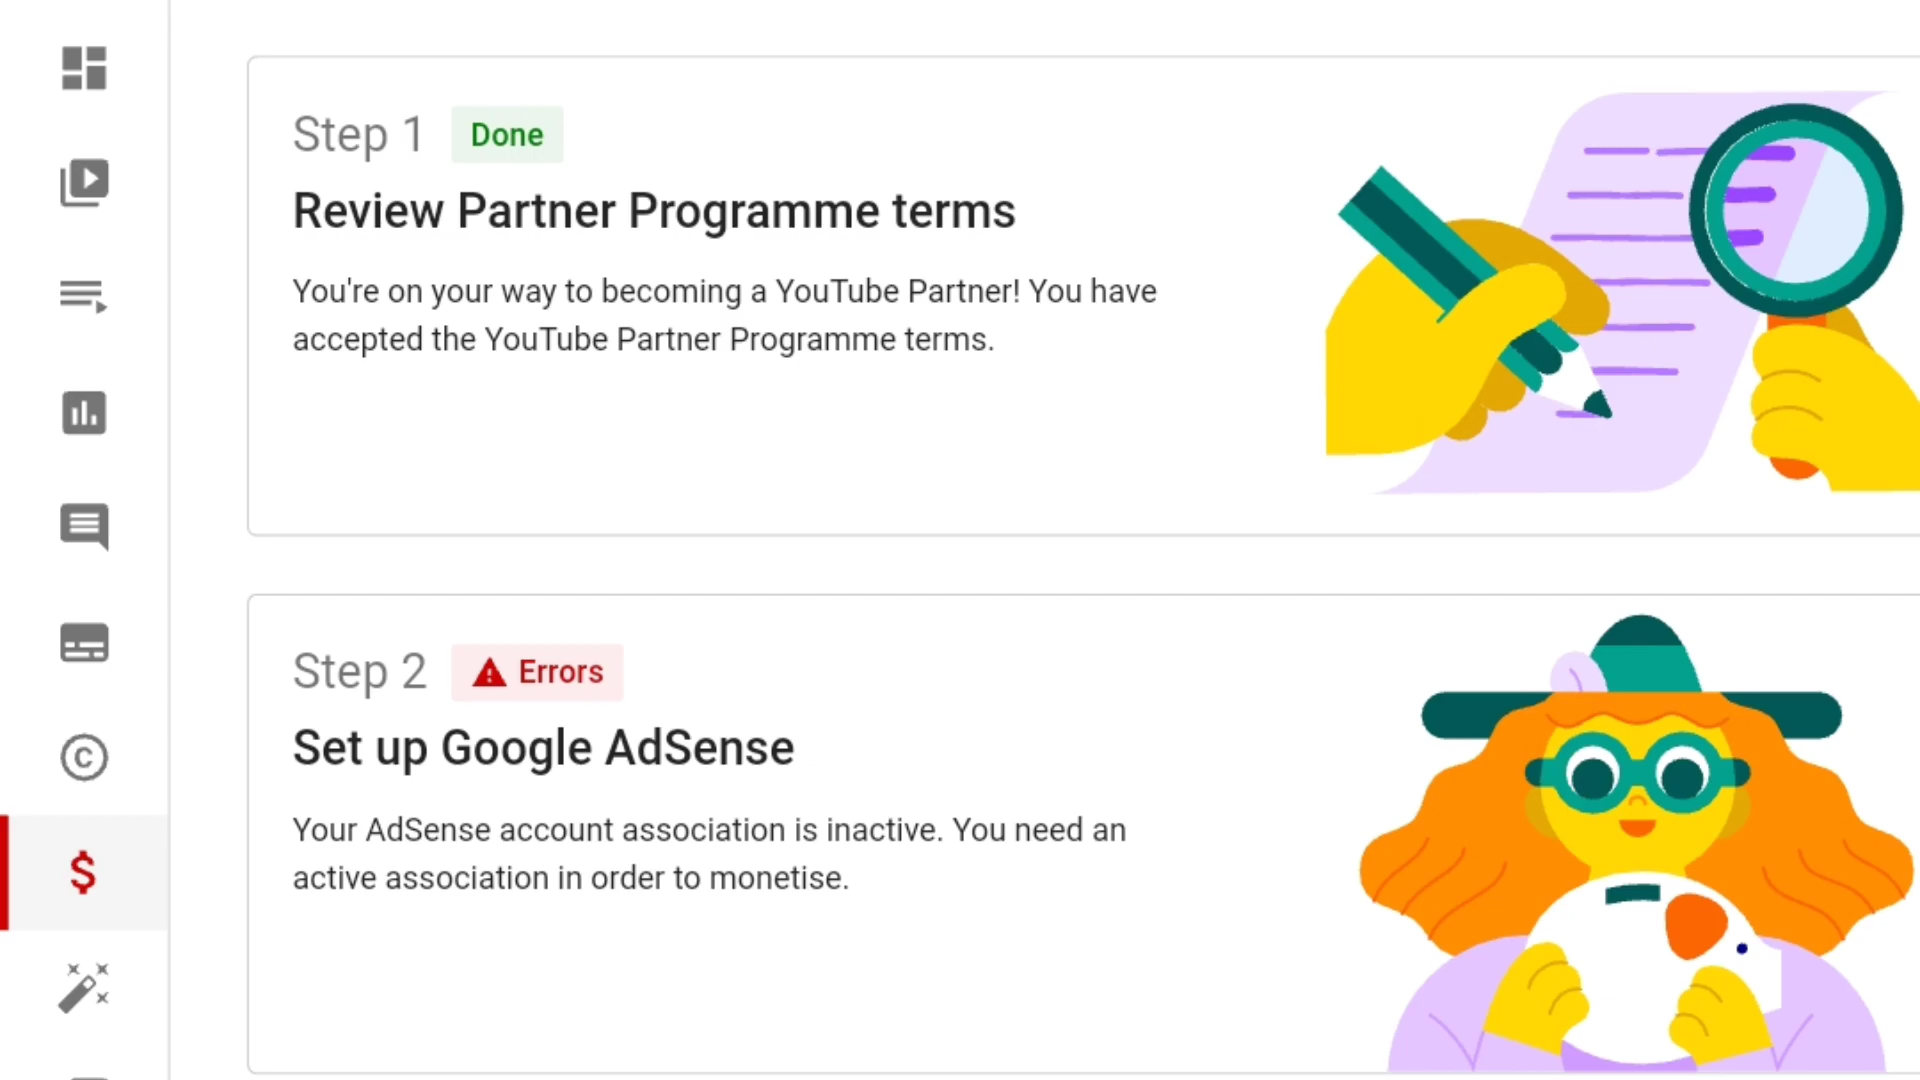 Step 1 Done
Review Partner Programme terms
You're on your way to becoming a YouTube Partner! You have
accepted the YouTube Partner Programme terms.
Step 2 Errors
Set up Google AdSense
Your AdSense account association is inactive. You need an
active association in order to monetise.